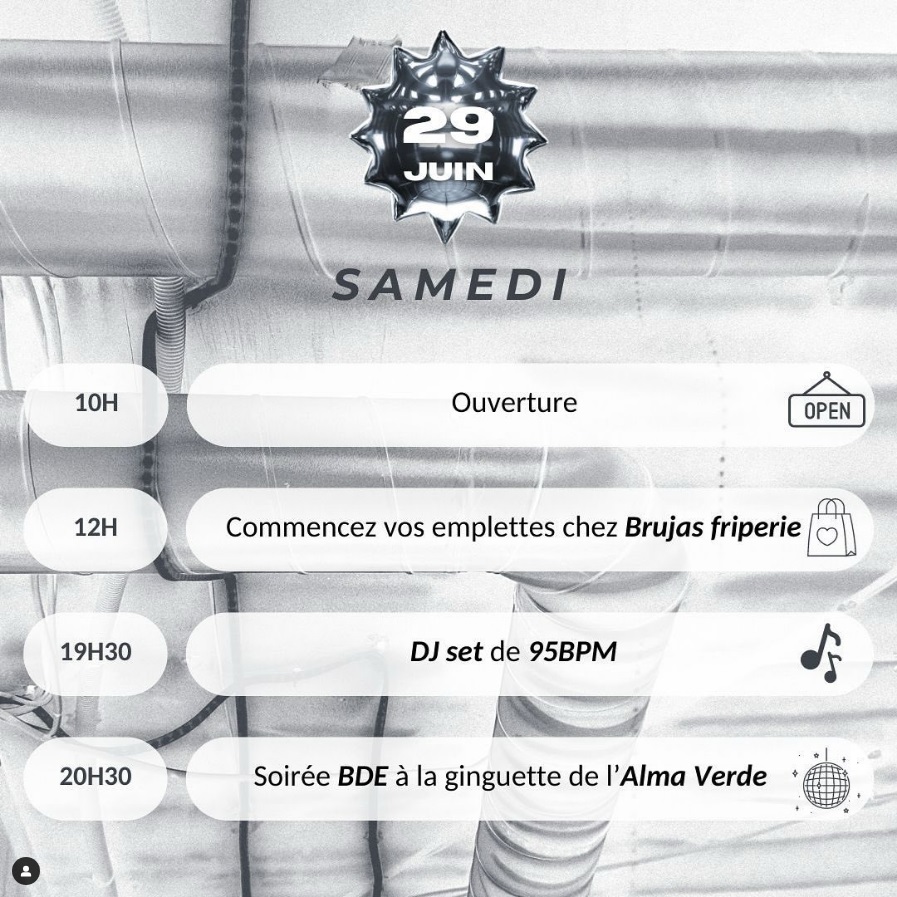 29
JUIN
SAMEDI
10H
Ouverture
OPEN
12H
Commencez vos emplettes chez Brujas friperie
19H30
DJ set de 95BPM
20H30
Soirée BDE à la ginguette de l'Alma Verde